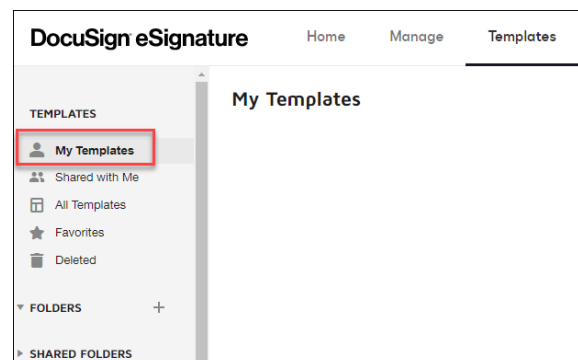 DocuSign eSignature Home Manage Templates
TEMPLATES
My Templates
Shared with Me
All Templates
Favorites
Deleted
FOLDERS +
SHARED FOLDERS
My Templates